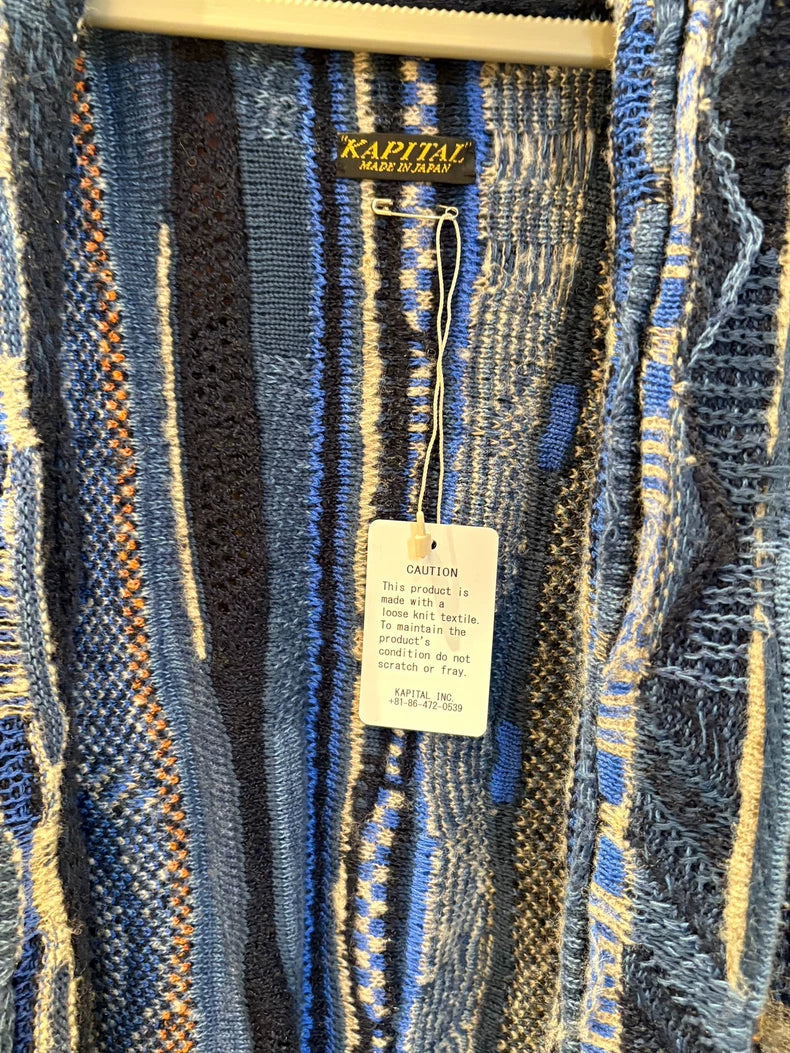 "KAPITAL"
MADE IN JAPAN
CAUTION
This product is
made with a
loose knit textile.
To maintain the
product's
condition do not
scratch or fray.
KAPITAL INC.
+81-86-472-0539